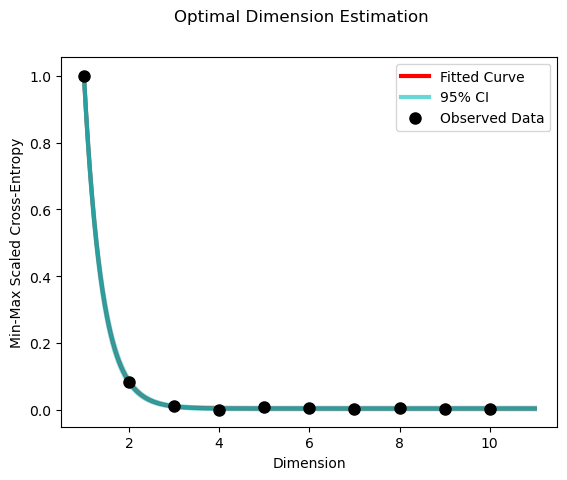 Optimal Dimension Estimation
Fitted Curve
95% CI
Observed Data
Min-Max Scaled Cross-Entropy
1.0
0.8
0.6
0.4
0.2
0.0
2 4 6 8 10
Dimension